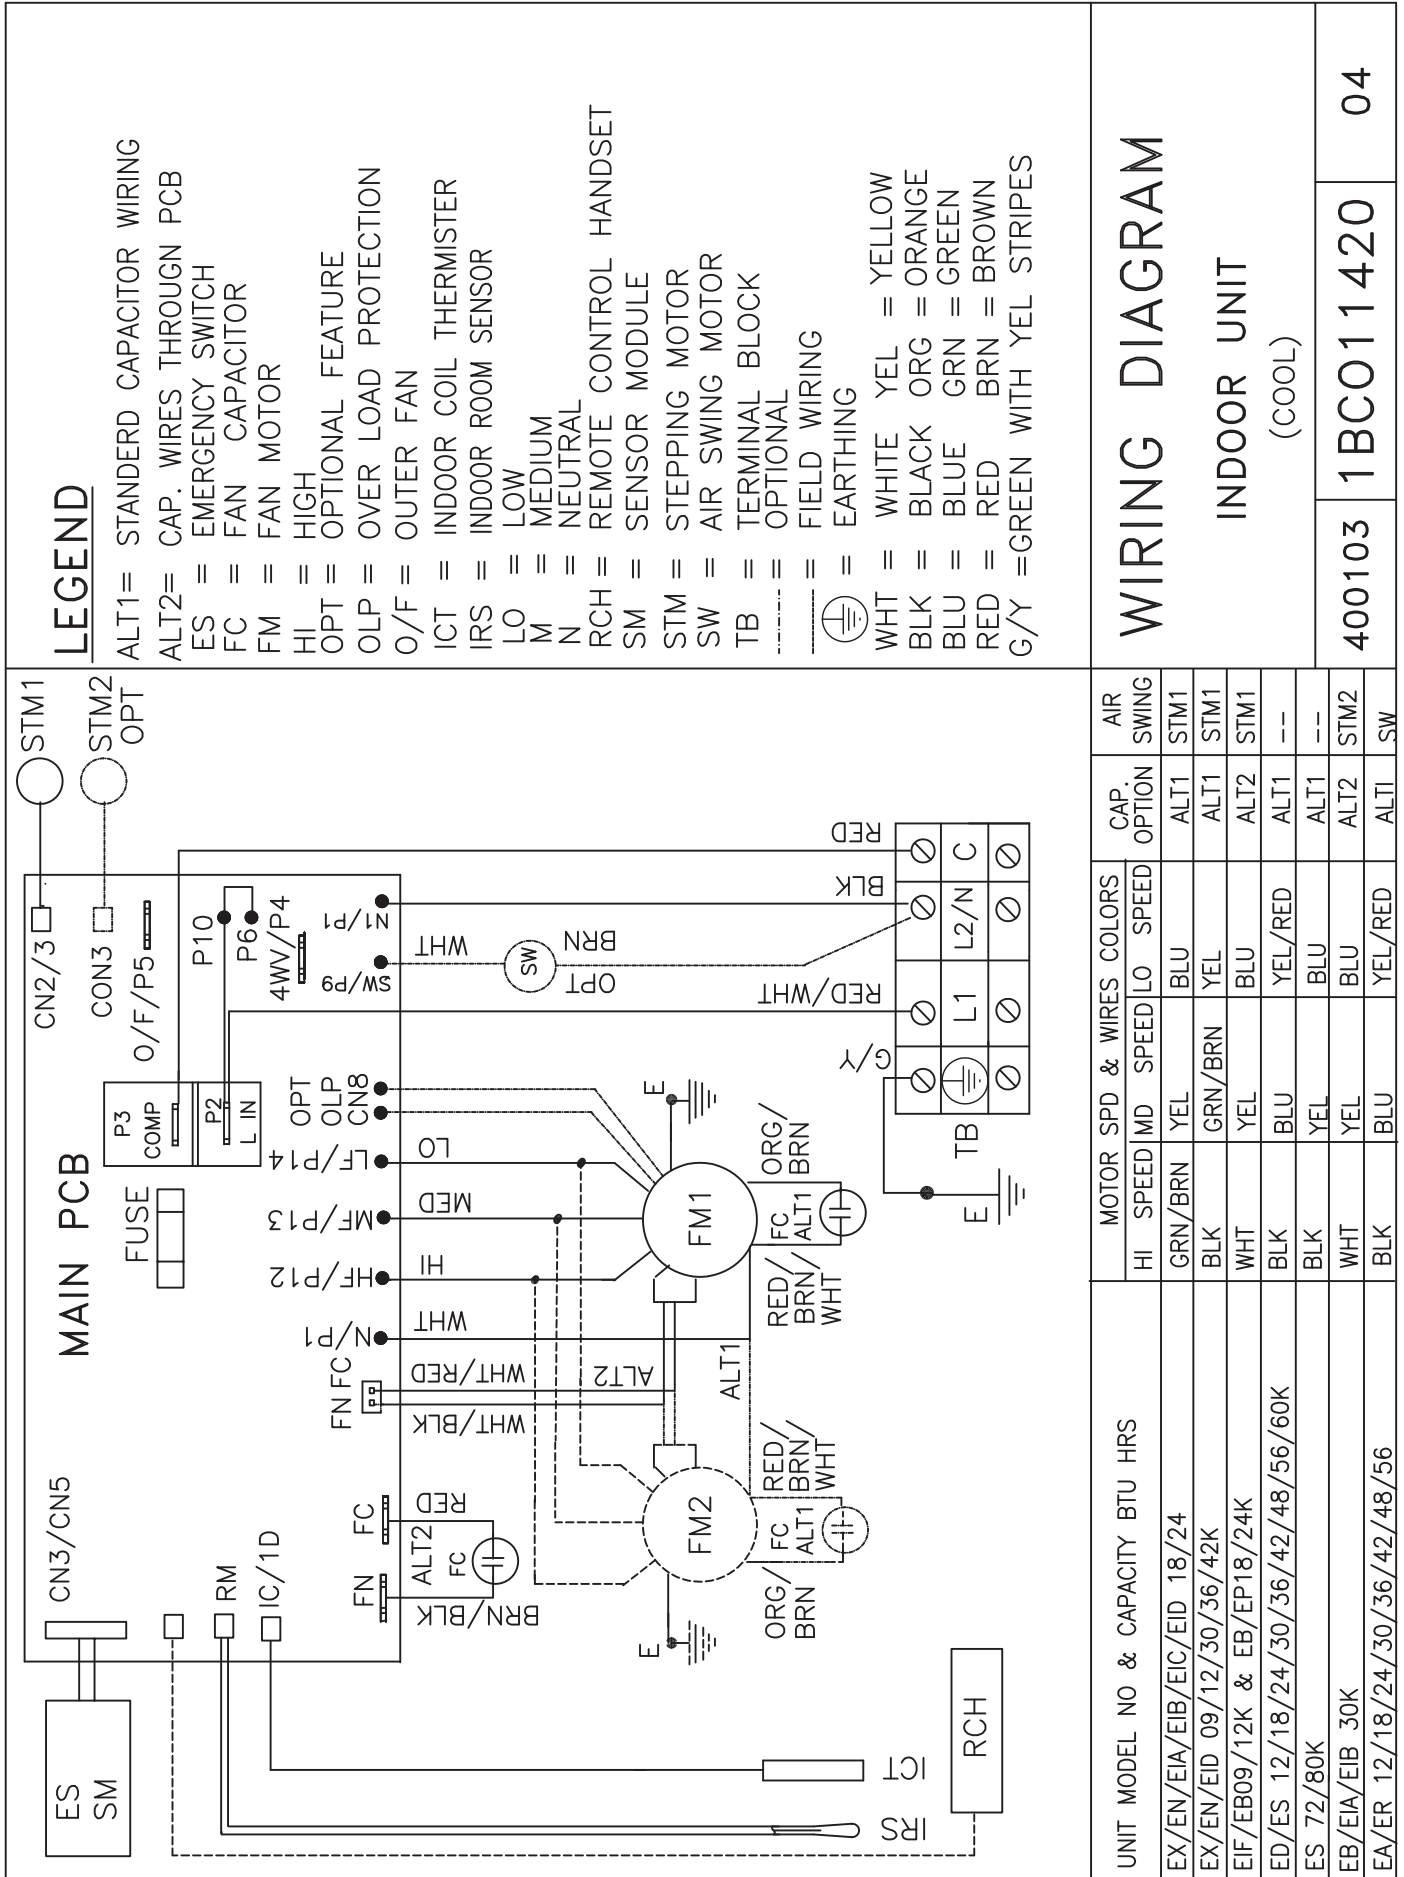 MAIN PCB
FUSE
CN3/CN5
ES
SM
RM
IC/1D
ICT
IRS
RCH
FN
FC
FN FC
N/P1
HF/P12
MF/P13
LF/P14
OPT
OLP
CN8
SW/P9
N1/P1
P3
COMP
P2
L IN
P10
P6
4WV/P4
O/F/P5
CN2/3
CON3
STM1
STM2
OPT
BRN/BLK
RED
ALT2
FC
WHT/BLK
WHT/RED
ALT2
WHT
HI
MED
LO
WHT
SW
BRN
OPT
BLK
RED
RED/WHT
G/Y
FM2
E
ORG/
BRN
FC
ALT1
RED/
BRN/
WHT
ALT1
FM1
E
RED/
BRN/
WHT
FC
ALT1
ORG/
BRN
E
TB
L1
L2/N
C
LEGEND
ALT1= STANDERD CAPACITOR WIRING
ALT2= CAP. WIRES THROUGN PCB
ES = EMERGENCY SWITCH
FC = FAN CAPACITOR
FM = FAN MOTOR
HI = HIGH
OPT = OPTIONAL FEATURE
OLP = OVER LOAD PROTECTION
O/F = OUTER FAN
ICT = INDOOR COIL THERMISTER
IRS = INDOOR ROOM SENSOR
LO = LOW
M = MEDIUM
N = NEUTRAL
RCH = REMOTE CONTROL HANDSET
SM = SENSOR MODULE
STM = STEPPING MOTOR
SW = AIR SWING MOTOR
TB = TERMINAL BLOCK
= OPTIONAL
= FIELD WIRING
= EARTHING
WHT = WHITE YEL = YELLOW
BLK = BLACK ORG = ORANGE
BLU = BLUE GRN = GREEN
RED = RED BRN = BROWN
G/Y =GREEN WITH YEL STRIPES
UNIT MODEL NO & CAPACITY BTU HRS
MOTOR SPD & WIRES COLORS
HI SPEED MD SPEED LO SPEED
CAP.
OPTION
AIR
SWING
EX/EN/EIA/EIB/EIC/EID 18/24 GRN/BRN YEL BLU ALT1 STM1
EX/EN/EID 09/12/30/36/42K BLK GRN/BRN YEL ALT1 STM1
EIF/EB09/12K & EB/EP18/24K WHT YEL BLU ALT2 STM1
ED/ES 12/18/24/30/36/42/48/56/60K BLK BLU YEL/RED ALT1 --
ES 72/80K BLK YEL BLU ALT1 --
EB/EIA/EIB 30K WHT YEL BLU ALT2 STM2
EA/ER 12/18/24/30/36/42/48/56 BLK BLU YEL/RED ALTI SW
WIRING DIAGRAM
INDOOR UNIT
(COOL)
400103 1BC011420 04